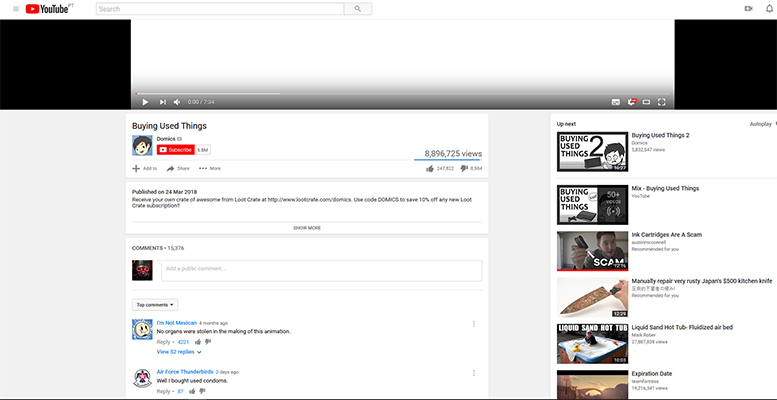 YouTube PT
Search
0:00 / 7:34
Buying Used Things
Domics
Subscribe 5.8M
8,896,725 views
Add to Share More
247,822 8,984
Published on 24 Mar 2018
Receive your own crate of awesome from Loot Crate at http://www.lootcrate.com/domics. Use code DOMICS to save 10% off any new Loot
Crate subscription!!
SHOW MORE
COMMENTS • 15,376
Add a public comment...
Top comments
I'm Not Mexican 4 months ago
No organs were stolen in the making of this animation.
Reply • 4221
View 52 replies
Air Force Thunderbirds 2 days ago
Well I bought used condoms.
Reply • 87
Up next
Autoplay
BUYING
USED
THINGS
2
10:27
Buying Used Things 2
Domics
5,832,547 views
BUYING
USED
THINGS
50+
videos
Mix - Buying Used Things
YouTube
SCAM
12:16
Ink Cartridges Are A Scam
austinmcconnell
Recommended for you
12:29
Manually repair very rusty Japan's $500 kitchen knife
Recommended for you
LIQUID SAND HOT TUB
10:05
Liquid Sand Hot Tub- Fluidized air bed
Mark Rober
27,867,838 views
Expiration Date
teamfortress
19,216,341 views